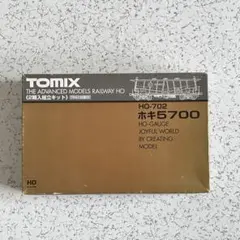 TOMIX
THE ADVANCED MODELS RAILWAY HO
HO-702
ホキ5700
HO-GAUGE
JOYFUL WORLD
BY CREATING
MODEL
HO